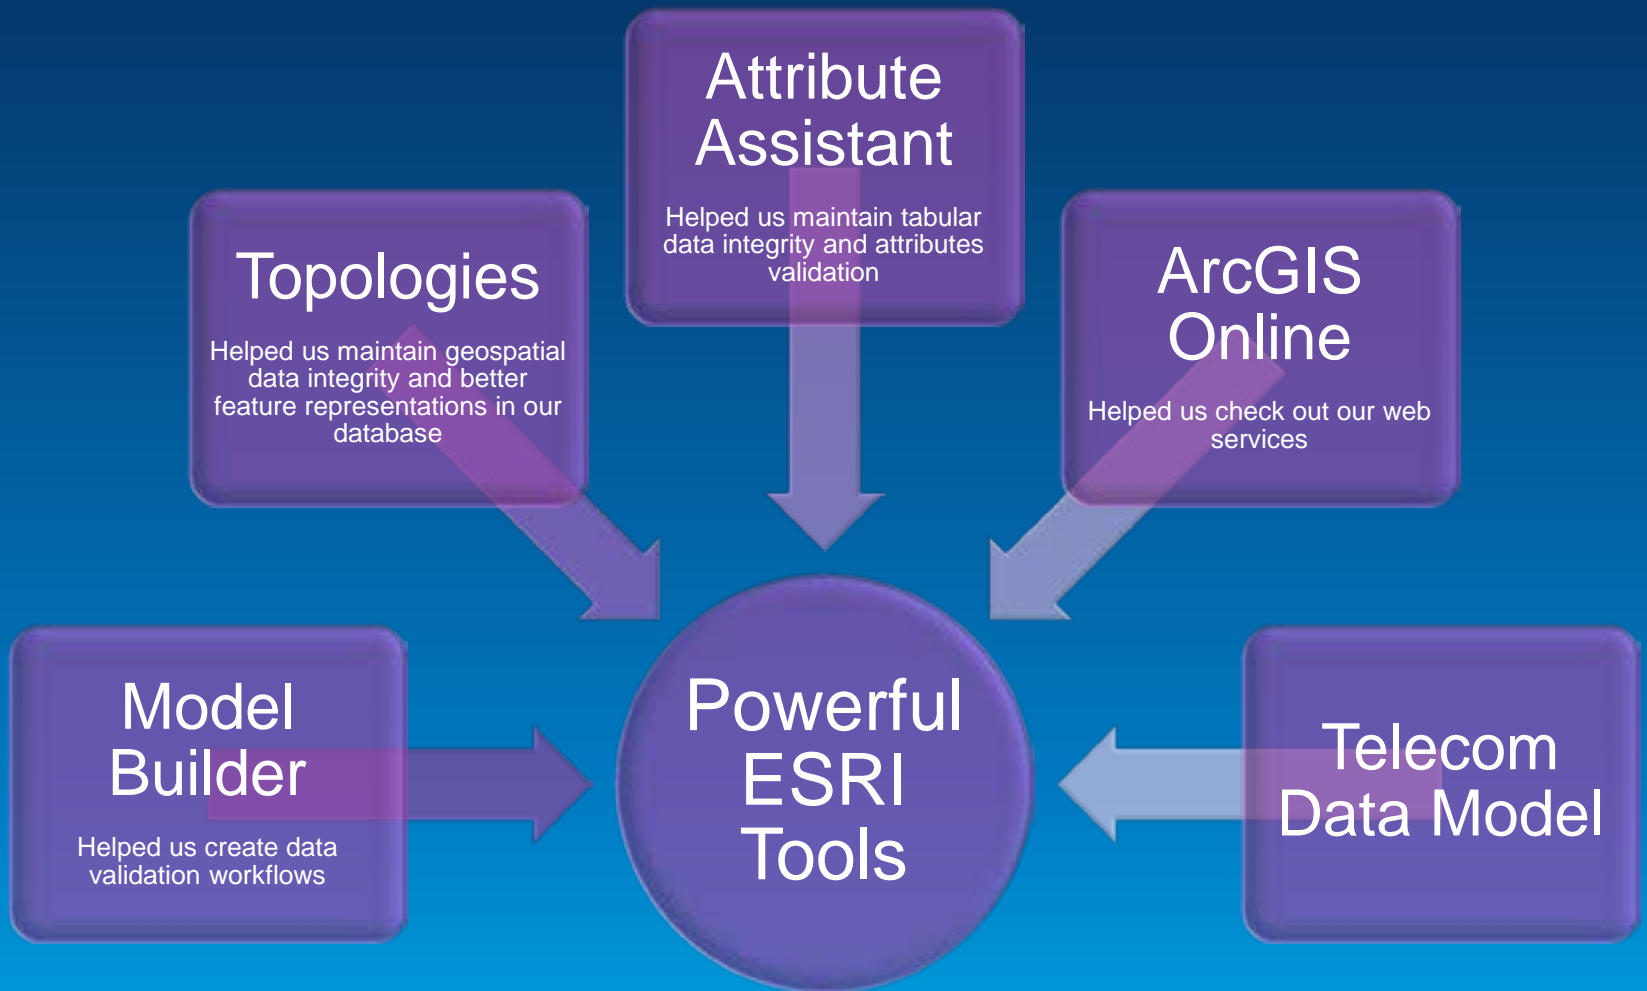 Attribute
Assistant
Helped us maintain tabular
data integrity and attributes
validation
Topologies
Helped us maintain geospatial
data integrity and better
feature representations in our
database
ArcGIS
Online
Helped us check out our web
services
Model
Builder
Helped us create data
validation workflows
Powerful
ESRI
Tools
Telecom
Data Model